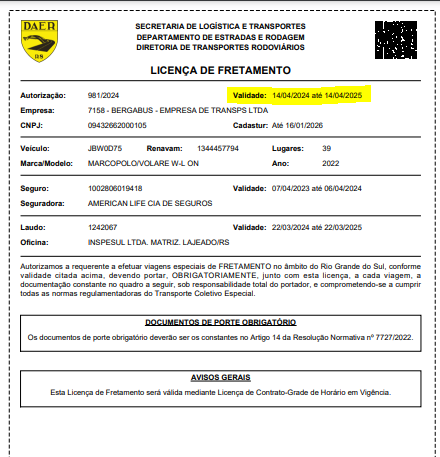 DAER
RS
SECRETARIA DE LOGÍSTICA E TRANSPORTES
DEPARTAMENTO DE ESTRADAS E RODAGEM
DIRETORIA DE TRANSPORTES RODOVIÁRIOS
LICENÇA DE FRETAMENTO
Autorização: 981/2024 Validade: 14/04/2024 até 14/04/2025
Empresa: 7158 - BERGABUS - EMPRESA DE TRANSPS LTDA
CNPJ: 09432662000105 Cadastur: Até 16/01/2026
Veículo: JBW0D75 Renavam: 1344457794 Lugares: 39
Marca/Modelo: MARCOPOLO/VOLARE W-L ON Ano: 2022
Seguro: 1002806019418 Validade: 07/04/2023 até 06/04/2024
Seguradora: AMERICAN LIFE CIA DE SEGUROS
Laudo: 1242067 Validade: 22/03/2024 até 22/03/2025
Oficina: INSPESUL LTDA. MATRIZ. LAJEADO/RS
Autorizamos a requerente a efetuar viagens especiais de FRETAMENTO no âmbito do Rio Grande do Sul, conforme
validade citada acima, devendo portar, OBRIGATORIAMENTE, junto com esta licença, a cada viagem, a
documentação constante no quadro a seguir, sob responsabilidade total do portador, e comprometendo-se a cumprir
todas as normas regulamentadoras do Transporte Coletivo Especial.
DOCUMENTOS DE PORTE OBRIGATÓRIO
Os documentos de porte obrigatório deverão ser os constantes no Artigo 14 da Resolução Normativa nº 7727/2022.
AVISOS GERAIS
Esta Licença de Fretamento será válida mediante Licença de Contrato-Grade de Horário em Vigência.